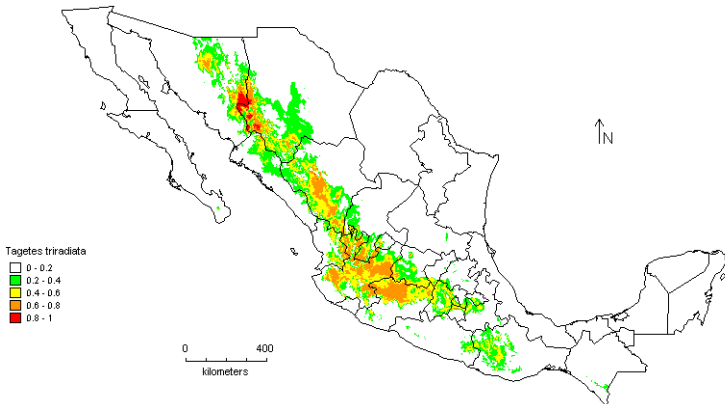 N
Tagetes triradiata
0 - 0.2
0.2 - 0.4
0.4 - 0.6
0.6 - 0.8
0.8 - 1
0 400
kilometers